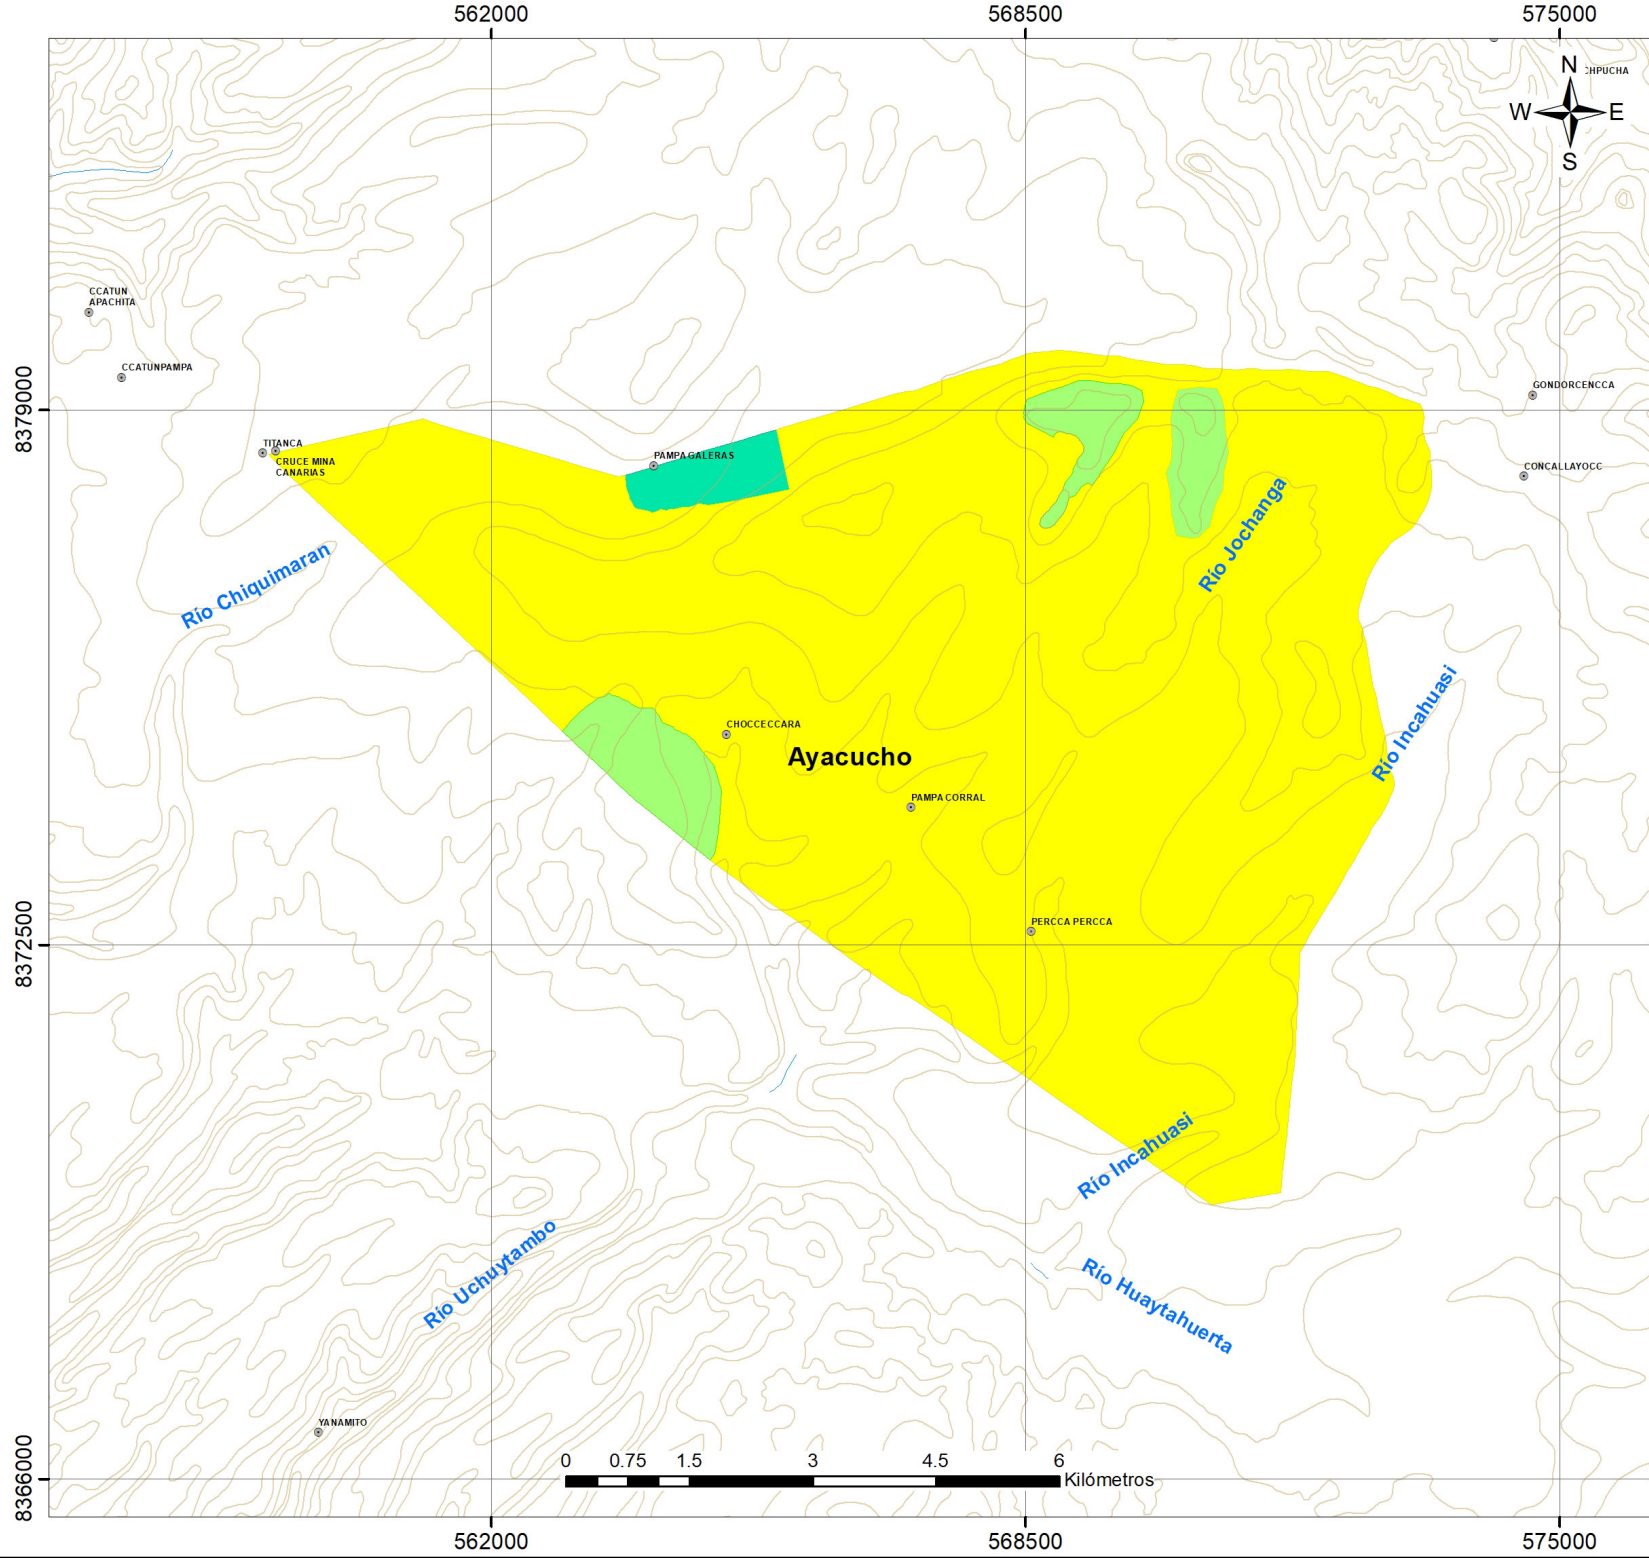 562000
568500
575000
N
W E
S
CHPUCHA
CCATUN
APACHITA
CCATUNPAMPA
8379000
GONDORCENCCA
TITANCA
CRUCE MINA
CANARIAS
PAMPA GALERAS
CONCALLAYOCC
Río Jochanga
Río Chiquimaran
Río Incahuasi
CHOCCECCARA
Ayacucho
PAMPA CORRAL
PERCCA PERCCA
8372500
Río Incahuasi
Río Uchuytambo
Río Huaytahuerta
YANAMITO
0 0.75 1.5 3 4.5 6
Kilómetros
8366000
562000
568500
575000